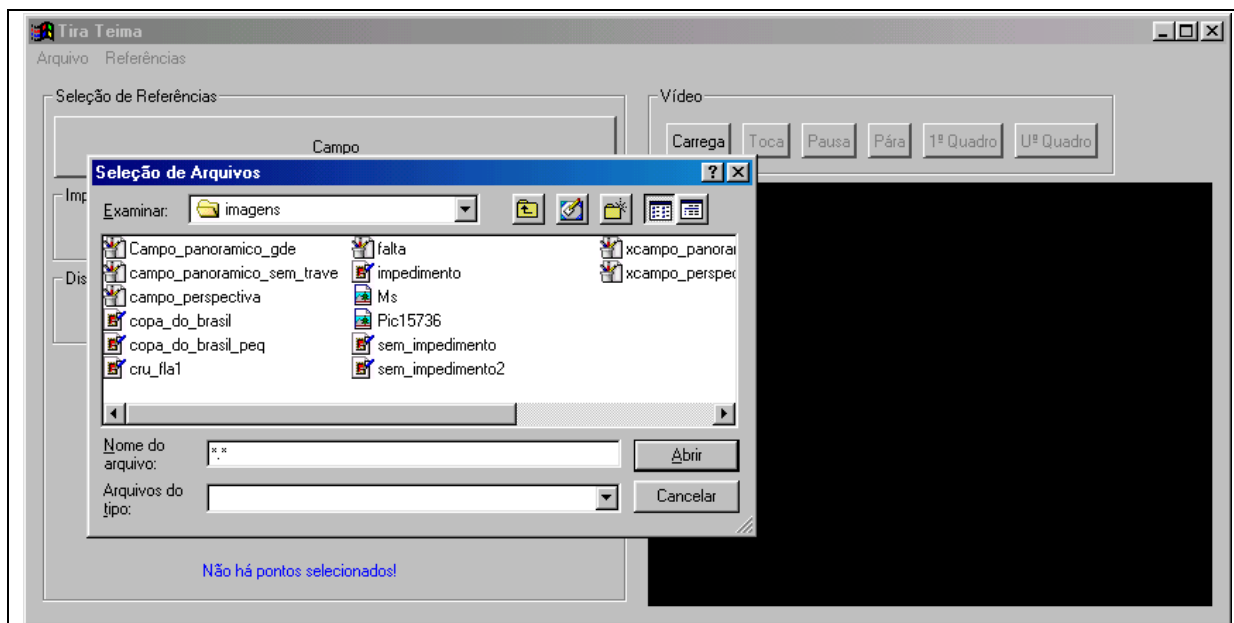 Tira Teima
Arquivo Referências
Seleção de Referências
Vídeo
Campo
Carrega Toca Pausa Pára 1º Quadro Uº Quadro
Seleção de Arquivos
Imp
Examinar: imagens
Campo_panoramico_gde falta xcampo_panora
campo_panoramico_sem_trave impedimento xcampo_perspec
Dis
campo_perspectiva Ms
copa_do_brasil Pic15736
copa_do_brasil_peq sem_impedimento
cru_fla1 sem_impedimento2
Nome do arquivo: *.* Abrir
Arquivos do tipo: Cancelar
Não há pontos selecionados!